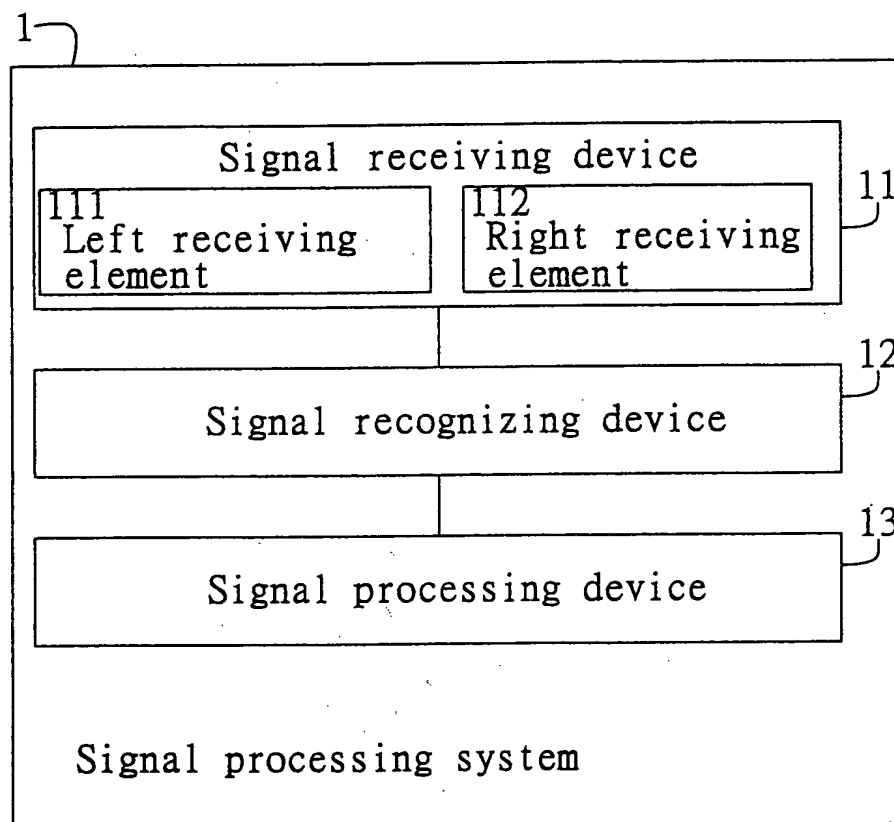 1
Signal receiving device
11
111
Left receiving
element
112
Right receiving
element
12
Signal recognizing device
13
Signal processing device
Signal processing system